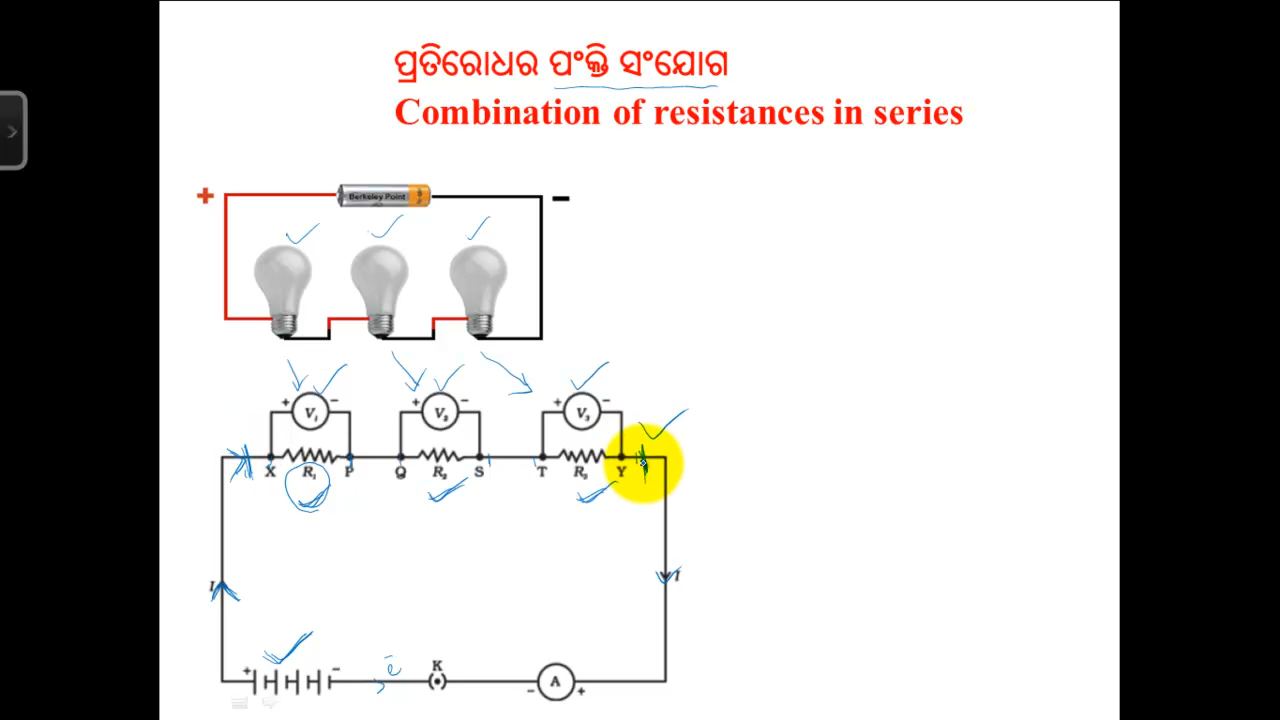 ପ୍ରତିରୋଧର ପଂକ୍ତି ସଂଯୋଗ
Combination of resistances in series
+ Berkeley Point −
+ V₁ − + V₂ − + V₃ −
X R₁ P Q R₂ S T R₃ Y
I I
ē
+ − K − A +